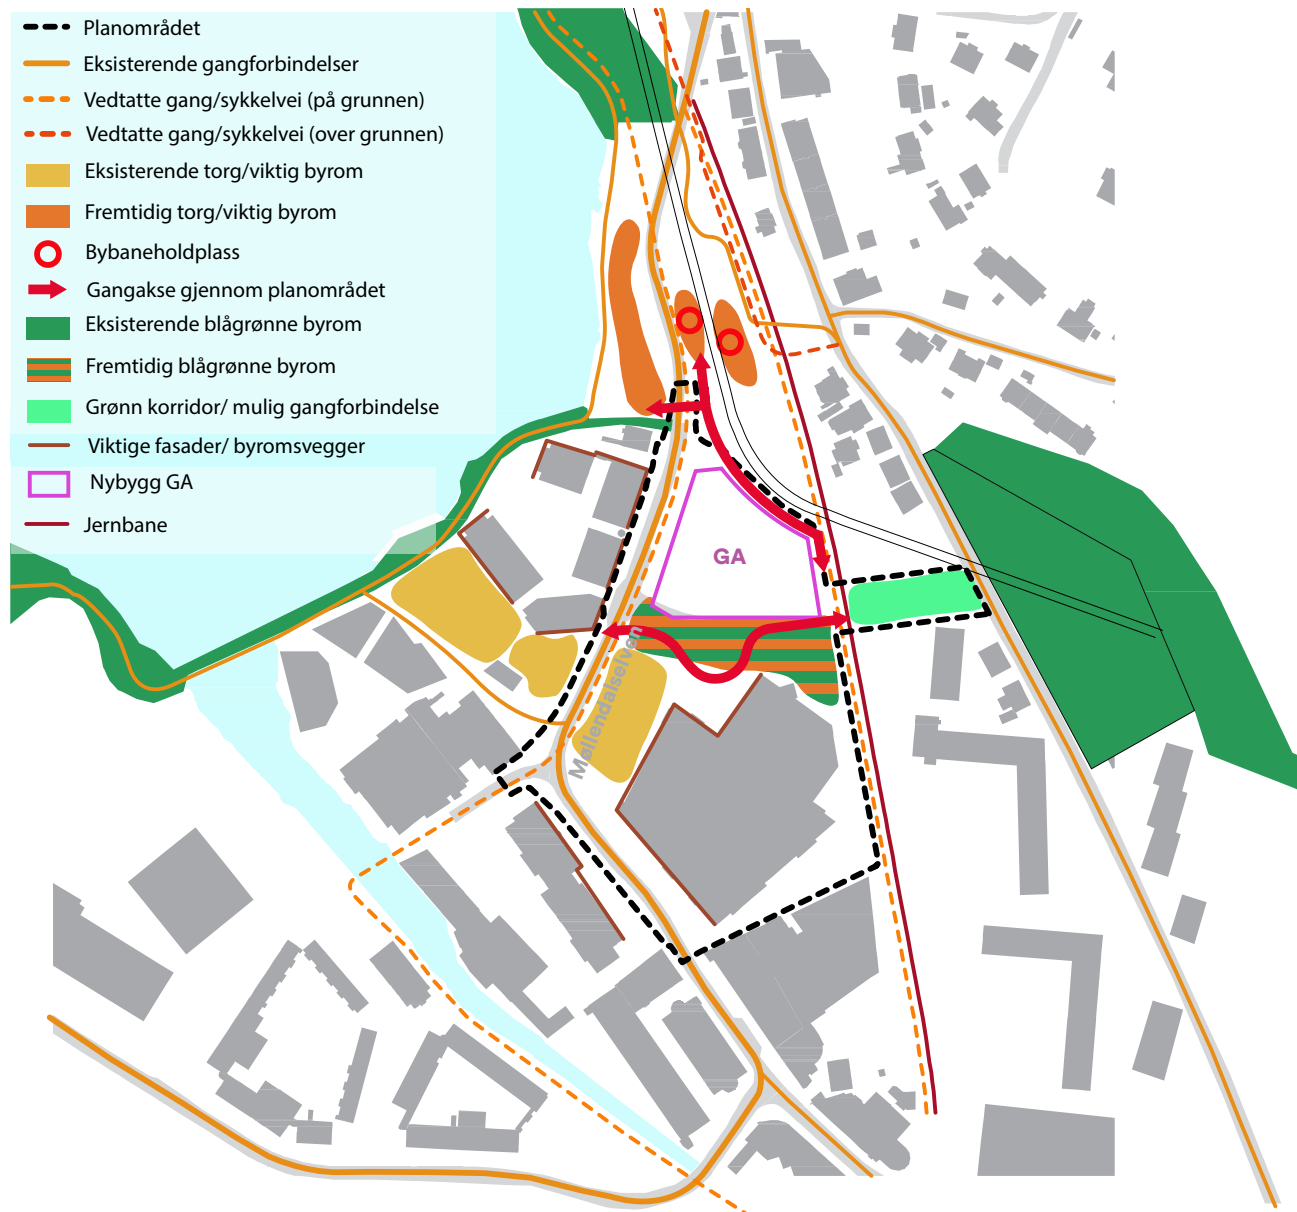 Planområdet
Eksisterende gangforbindelser
Vedtatte gang/sykkelvei (på grunnen)
Vedtatte gang/sykkelvei (over grunnen)
Eksisterende torg/viktig byrom
Fremtidig torg/viktig byrom
Bybaneholdplass
Gangakse gjennom planområdet
Eksisterende blågrønne byrom
Fremtidig blågrønne byrom
Grønn korridor/ mulig gangforbindelse
Viktige fasader/ byromsvegger
Nybygg GA
Jernbane
GA
Møllendalselven